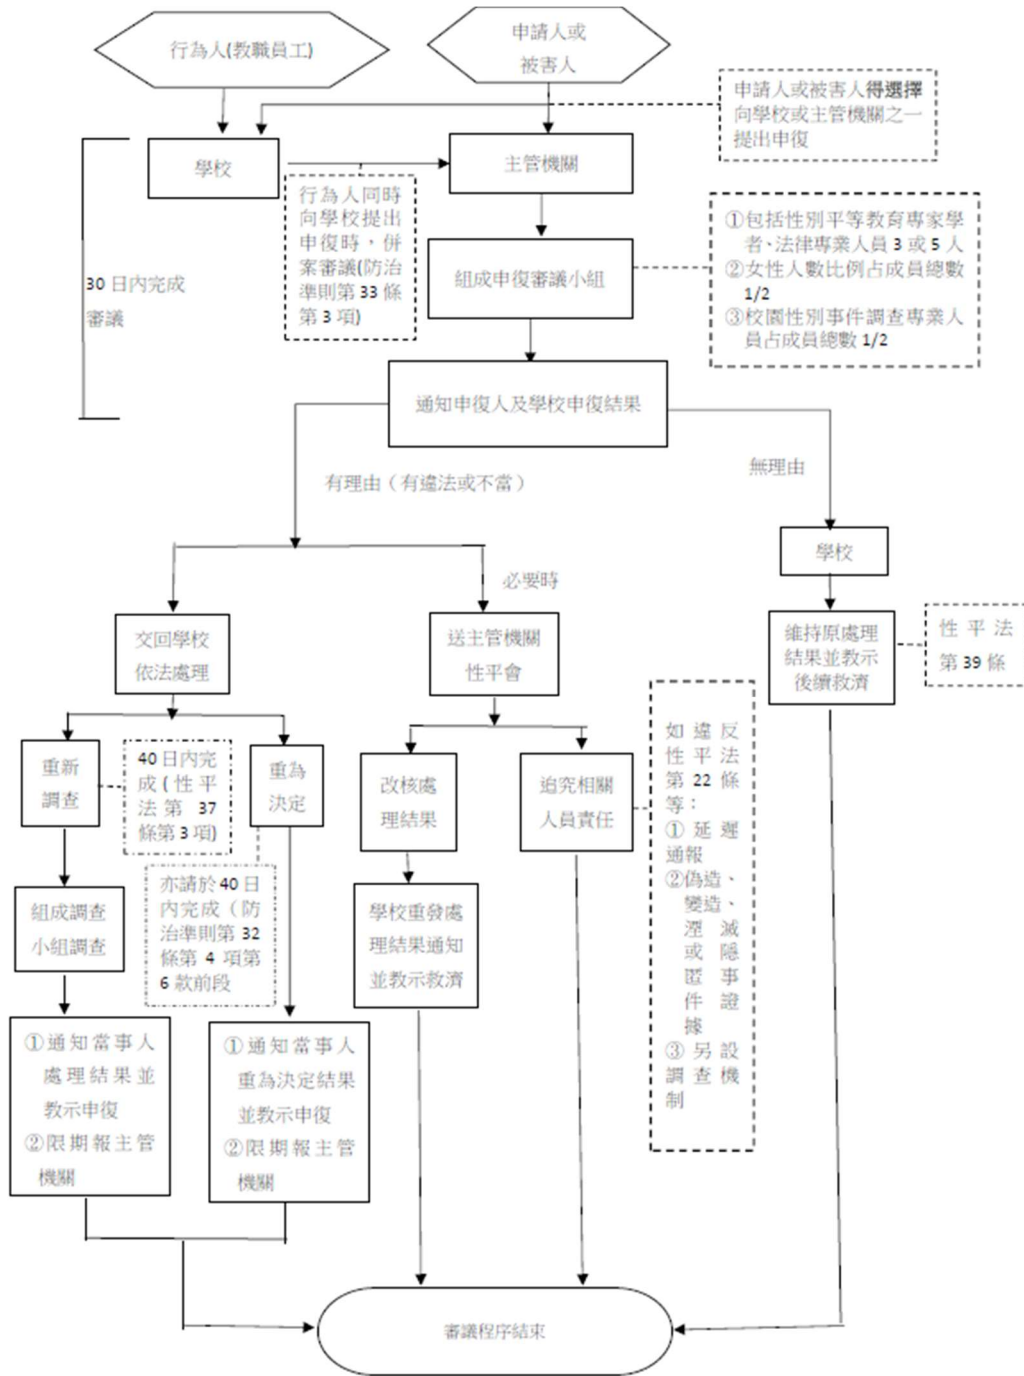 行為人(教職員工)
申請人或
被害人
申請人或被害人得選擇
向學校或主管機關之一
提出申復
學校
主管機關
行為人同時
向學校提出
申復時，併
案審議(防治
準則第 33 條
第 3 項)
30 日內完成
審議
組成申復審議小組
①包括性別平等教育專家學
者、法律專業人員 3 或 5 人
②女性人數比例占成員總數
1/2
③校園性別事件調查專業人
員占成員總數 1/2
通知申復人及學校申復結果
有理由（有違法或不當）
無理由
學校
必要時
交回學校
依法處理
送主管機關
性平會
維持原處理
結果並教示
後續救濟
性平法
第 39 條
重新
調查
40 日內完
成(性平
法第 37
條第 3 項)
重為
決定
改核處
理結果
追究相關
人員責任
如違反
性平法
第 22 條
等：
①延遲
通報
②偽造、
變造、
湮滅
或隱
匿事
件證
據
③另設
調查機
制
組成調查
小組調查
亦請於 40 日
內完成（防
治準則第 32
條第 4 項第
6 款前段
學校重發處
理結果通知
並教示救濟
①通知當事人
處理結果並
教示申復
②限期報主管
機關
①通知當事人
重為決定結果
並教示申復
②限期報主管
機關
審議程序結束